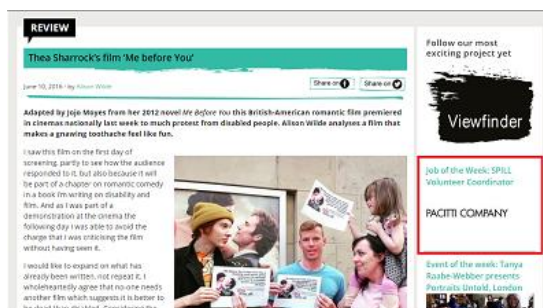 REVIEW
Thea Sharrock's film 'Me before You'
June 10, 2016 - by Alison Wilde
Share on
Share on
Adapted by Jojo Moyes from her 2012 novel Me Before You this British-American romantic film premiered
in cinemas nationally last week to much protest from disabled people. Alison Wilde analyses a film that
makes a gnawing toothache feel like fun.
I saw this film on the first day of
screening, partly to see how the audience
responded to it, but also because it will
be part of a chapter on romantic comedy
in a book I'm writing on disability and
film. And as I was part of a
demonstration at the cinema the
following day I was able to avoid the
charge that I was criticising the film
without having seen it.
I would like to expand on what has
already been written, not repeat it. I
wholeheartedly agree that no-one needs
another film which suggests it is better to
Follow our most
exciting project yet
Viewfinder
Job of the Week: SPILL
Volunteer Coordinator
PACITTI COMPANY
Event of the week: Tanya
Raabe-Webber presents
Portraits Untold, London